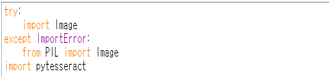 try:
    import Image
except ImportError:
    from PIL import Image
import pytesseract